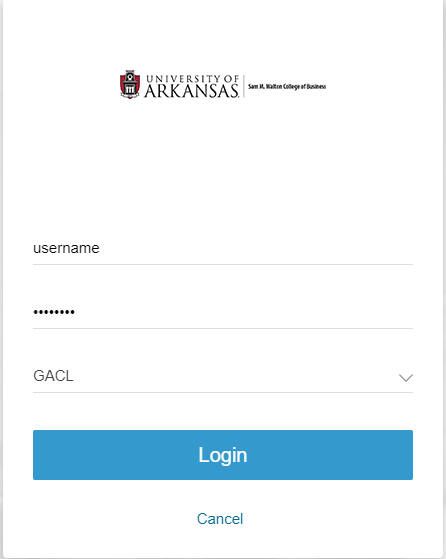 UNIVERSITY OF
ARKANSAS.
Sam M. Walton College of Business
username
••••••••
GACL
Login
Cancel